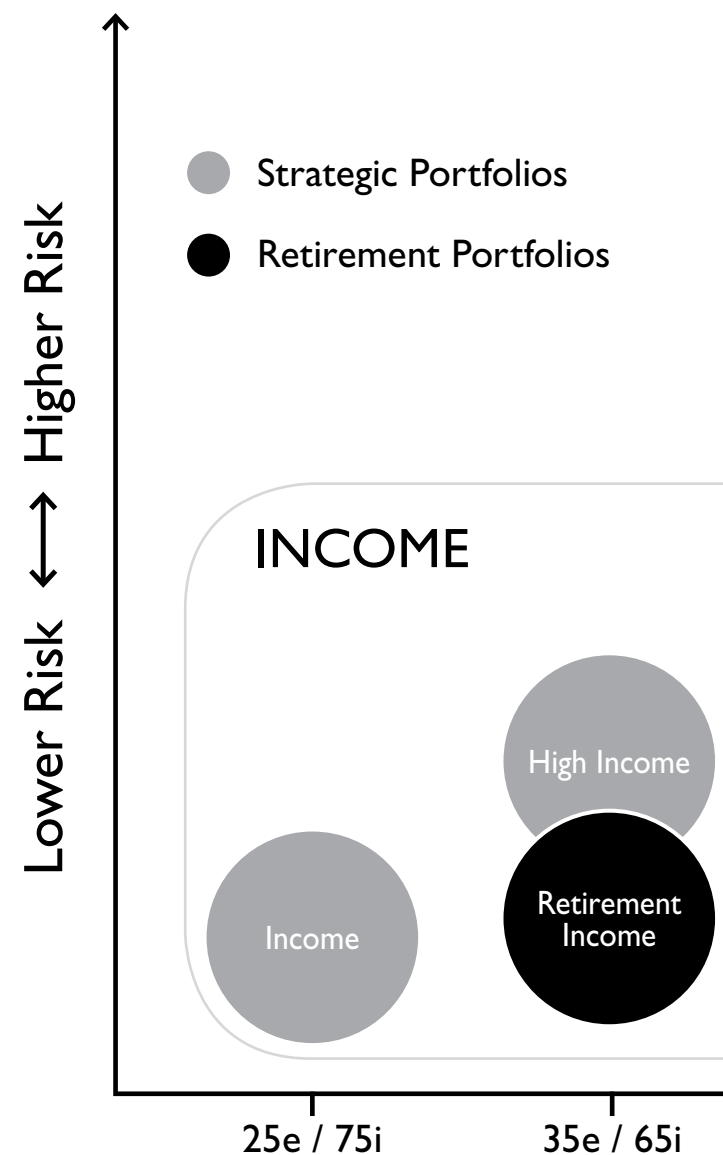 Strategic Portfolios
Retirement Portfolios
Lower Risk ↔ Higher Risk
INCOME
High Income
Retirement
Income
Income
25e / 75i
35e / 65i